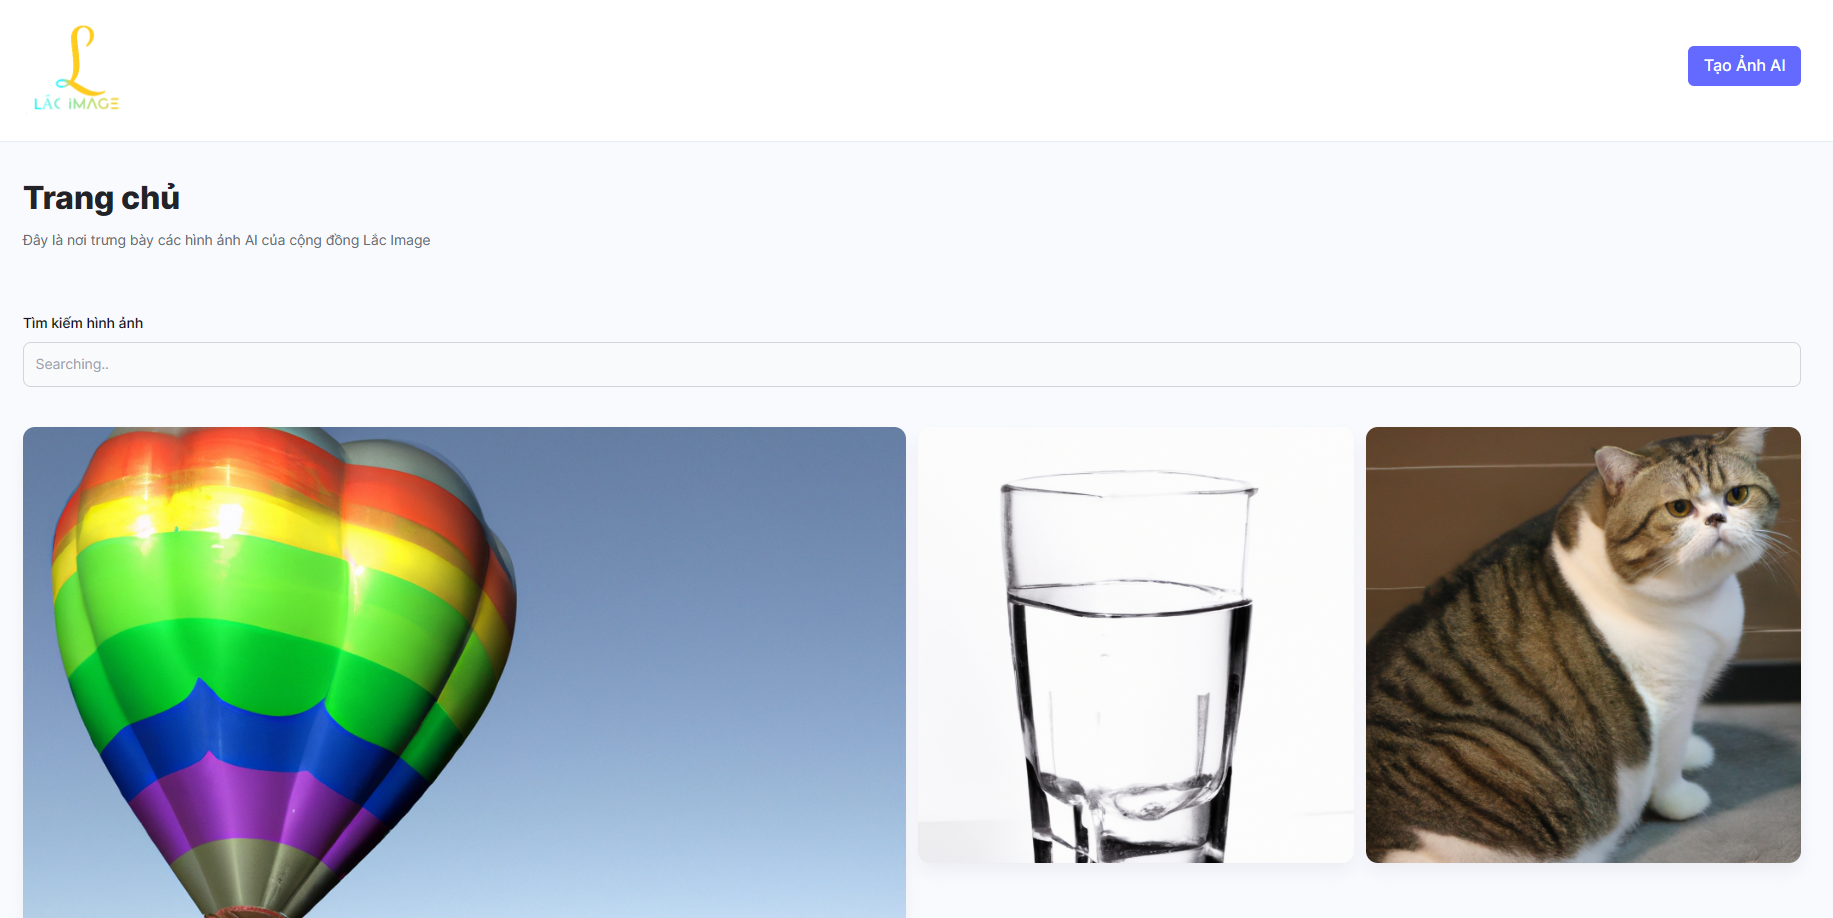 L
LẮC IMAGE
Tạo Ảnh AI
Trang chủ
Đây là nơi trưng bày các hình ảnh AI của cộng đồng Lắc Image
Tìm kiếm hình ảnh
Searching..